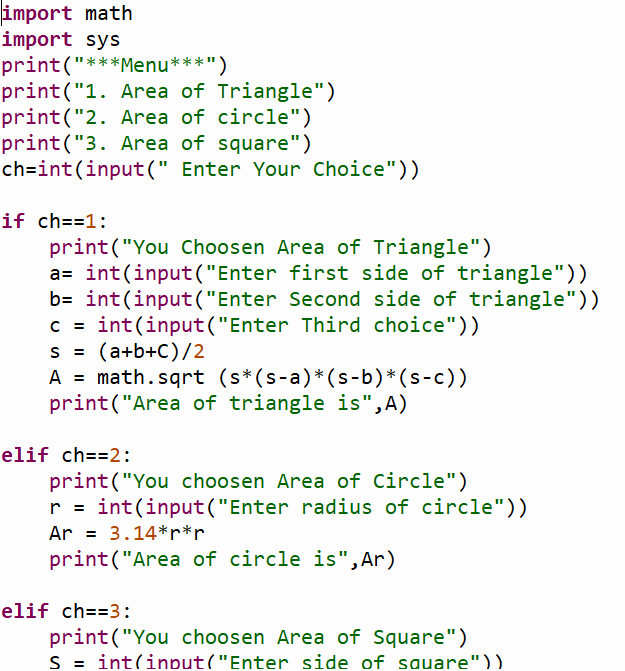 import math
import sys
print("***Menu***")
print("1. Area of Triangle")
print("2. Area of circle")
print("3. Area of square")
ch=int(input(" Enter Your Choice"))
if ch==1:
    print("You Choosen Area of Triangle")
    a= int(input("Enter first side of triangle"))
    b= int(input("Enter Second side of triangle"))
    c = int(input("Enter Third choice"))
    s = (a+b+C)/2
    A = math.sqrt (s*(s-a)*(s-b)*(s-c))
    print("Area of triangle is",A)
elif ch==2:
    print("You choosen Area of Circle")
    r = int(input("Enter radius of circle"))
    Ar = 3.14*r*r
    print("Area of circle is",Ar)
elif ch==3:
    print("You choosen Area of Square")
    S = int(input("Enter side of square"))